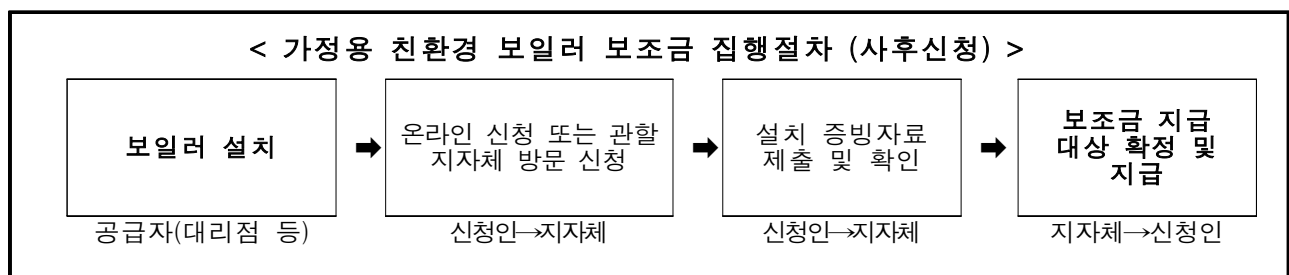 < 가정용 친환경 보일러 보조금 집행절차 (사후신청) >
보일러 설치
➡
온라인 신청 또는 관할
지자체 방문 신청
➡
설치 증빙자료
제출 및 확인
➡
보조금 지급
대상 확정 및
지급
공급자(대리점 등)
신청인→지자체
신청인→지자체
지자체→신청인